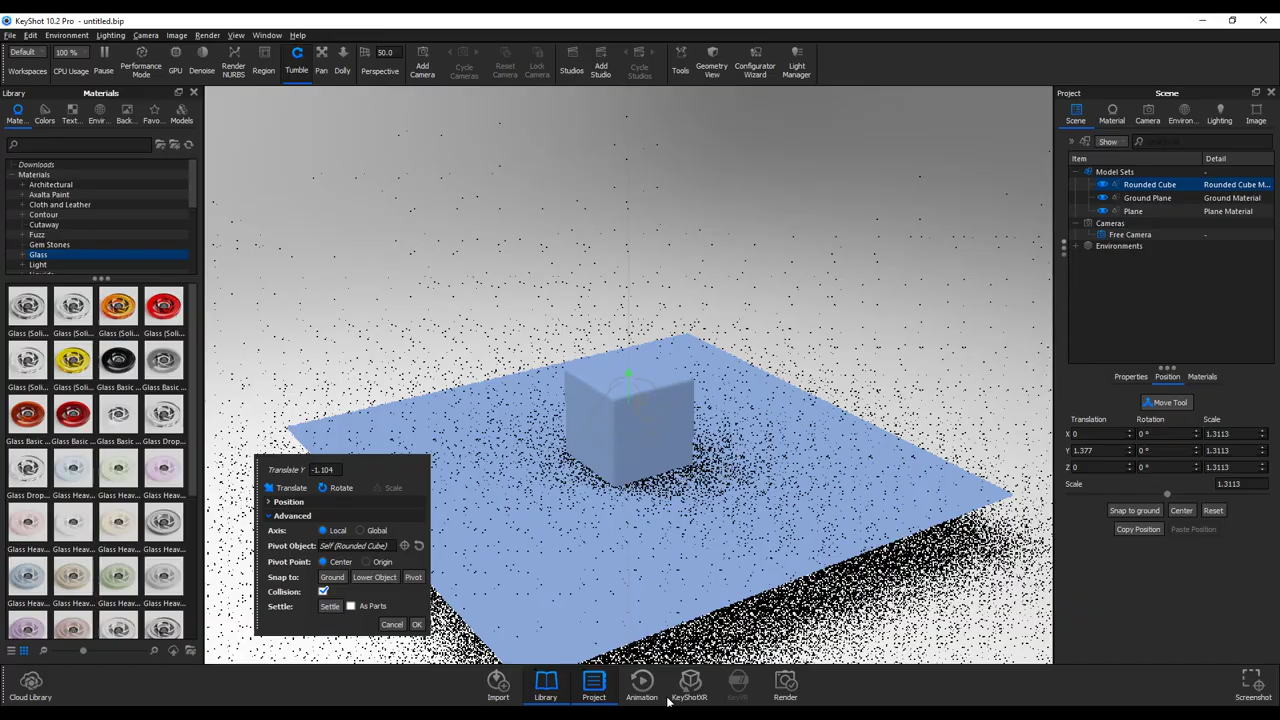 KeyShot 10.2 Pro - untitled.bip
File Edit Environment Lighting Camera Image Render View Window Help
Default 100 % 50.0
Workspaces CPU Usage Pause Performance Mode GPU Denoise Render NURBS Region Tumble Pan Dolly Perspective Add Camera Cycle Cameras Reset Camera Lock Camera Studios Add Studio Cycle Studios Tools Geometry View Configurator Wizard Light Manager
Library Materials
Mate... Colors Text... Envir... Back... Favo... Models
Downloads
Materials
Architectural
Axalta Paint
Cloth and Leather
Contour
Cutaway
Fuzz
Gem Stones
Glass
Light
Glass (Soli... Glass (Soli... Glass (Soli... Glass (Soli...
Glass (Soli... Glass (Soli... Glass Basic ... Glass Basic ...
Glass Basic ... Glass Basic ... Glass Basic ... Glass Drop...
Glass Drop... Glass Heav... Glass Heav... Glass Heav...
Glass Heav... Glass Heav... Glass Heav... Glass Heav...
Glass Heav... Glass Heav... Glass Heav... Glass Heav...
Translate Y -1.104
Translate Rotate Scale
Position
Advanced
Axis: Local Global
Pivot Object: Self (Rounded Cube)
Pivot Point: Center Origin
Snap to: Ground Lower Object Pivot
Collision:
Settle: Settle As Parts
Cancel OK
Project Scene
Scene Material Camera Environ... Lighting Image
Show
Item Detail
Model Sets -
Rounded Cube Rounded Cube M...
Ground Plane Ground Material
Plane Plane Material
Cameras
Free Camera -
Environments
Properties Position Materials
Move Tool
Translation Rotation Scale
X 0 0 ° 1.3113
Y 1.377 0 ° 1.3113
Z 0 0 ° 1.3113
Scale 1.3113
Snap to ground Center Reset
Copy Position Paste Position
Cloud Library Import Library Project Animation KeyShotXR KeyVR Render Screenshot